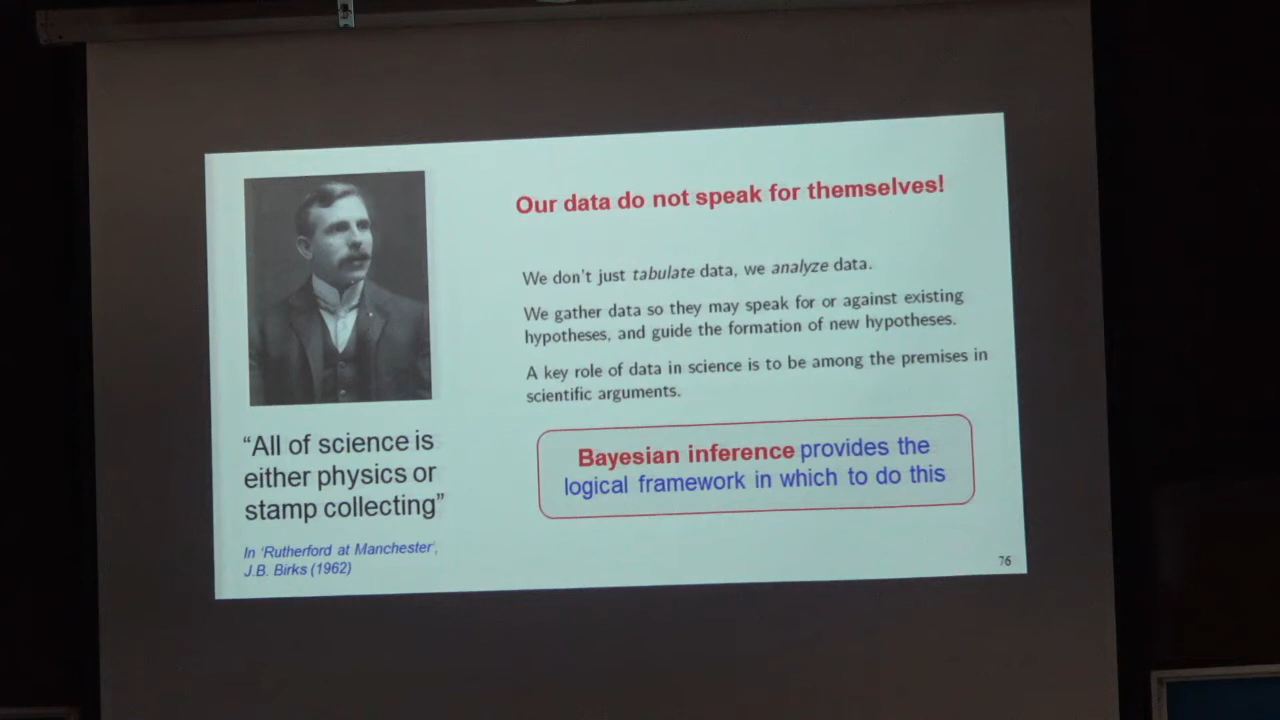 Our data do not speak for themselves!
We don't just tabulate data, we analyze data.
We gather data so they may speak for or against existing
hypotheses, and guide the formation of new hypotheses.
A key role of data in science is to be among the premises in
scientific arguments.
Bayesian inference provides the
logical framework in which to do this
“All of science is
either physics or
stamp collecting”
In ‘Rutherford at Manchester’,
J.B. Birks (1962)
76